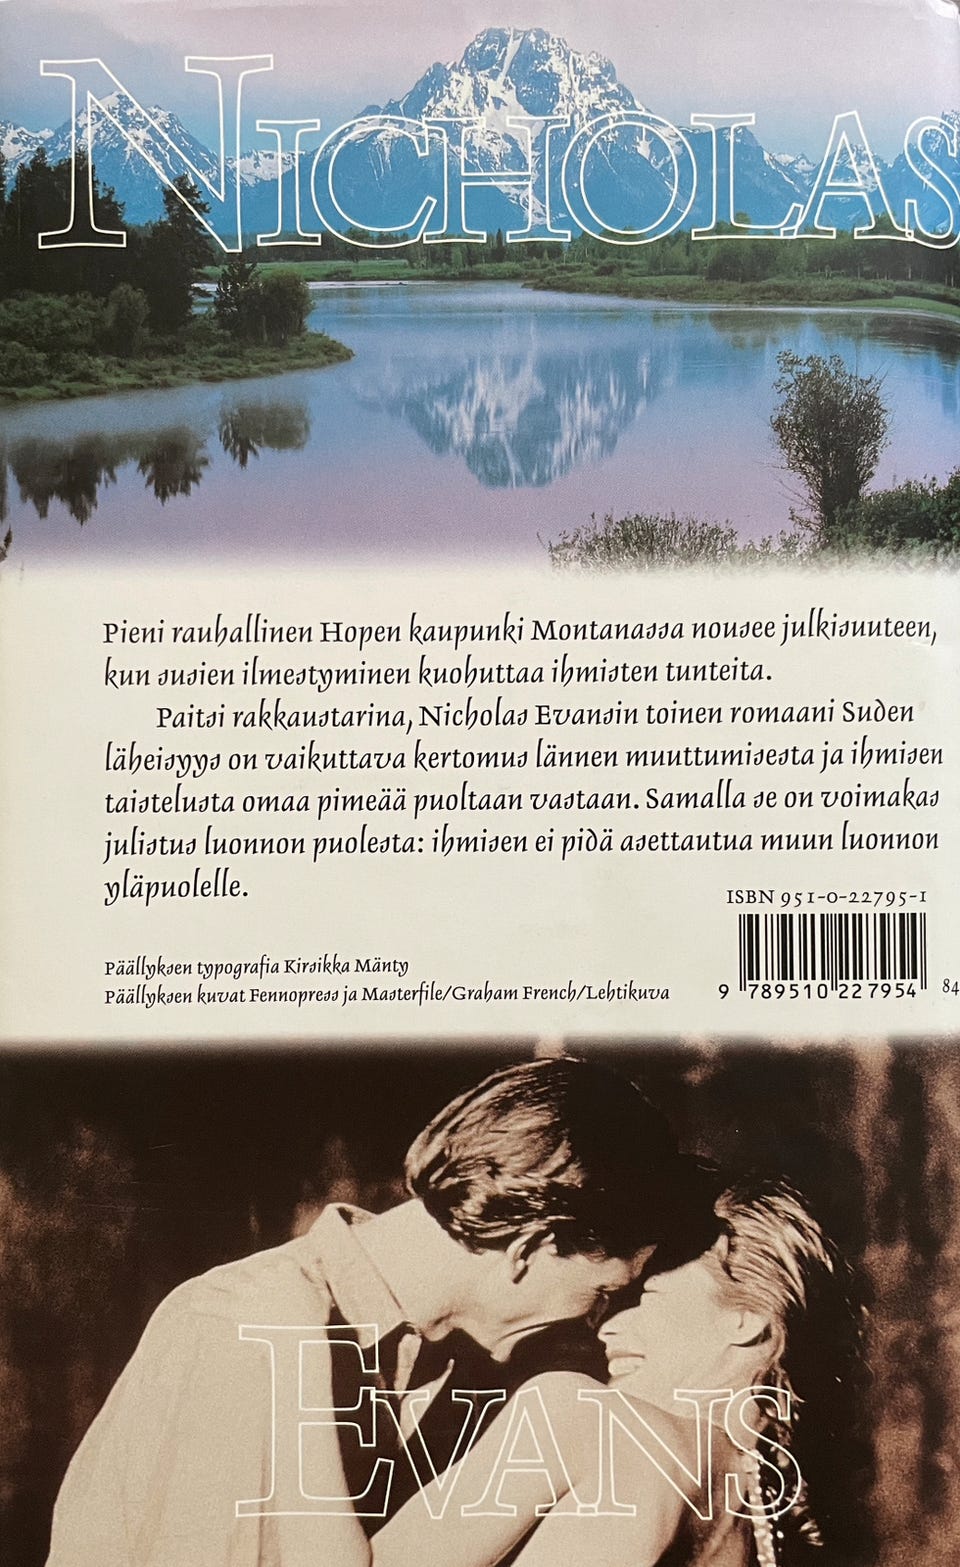 NICHOLAS
Pieni rauhallinen Hopen kaupunki Montanassa nousee julkisuuteen,
kun susien ilmestyminen kuohuttaa ihmisten tunteita.
Paitsi rakkaustarina, Nicholas Evansin toinen romaani Suden
läheisyys on vaikuttava kertomus lännen muuttumisesta ja ihmisen
taistelusta omaa pimeää puoltaan vastaan. Samalla se on voimakas
julistus luonnon puolesta: ihmisen ei pidä asettautua muun luonnon
yläpuolelle.
ISBN 951-0-22795-1
Päällyksen typografia Kirsikka Mänty
Päällyksen kuvat Fennopress ja Masterfile/Graham French/Lehtikuva
9 789510 227954 84
EVANS